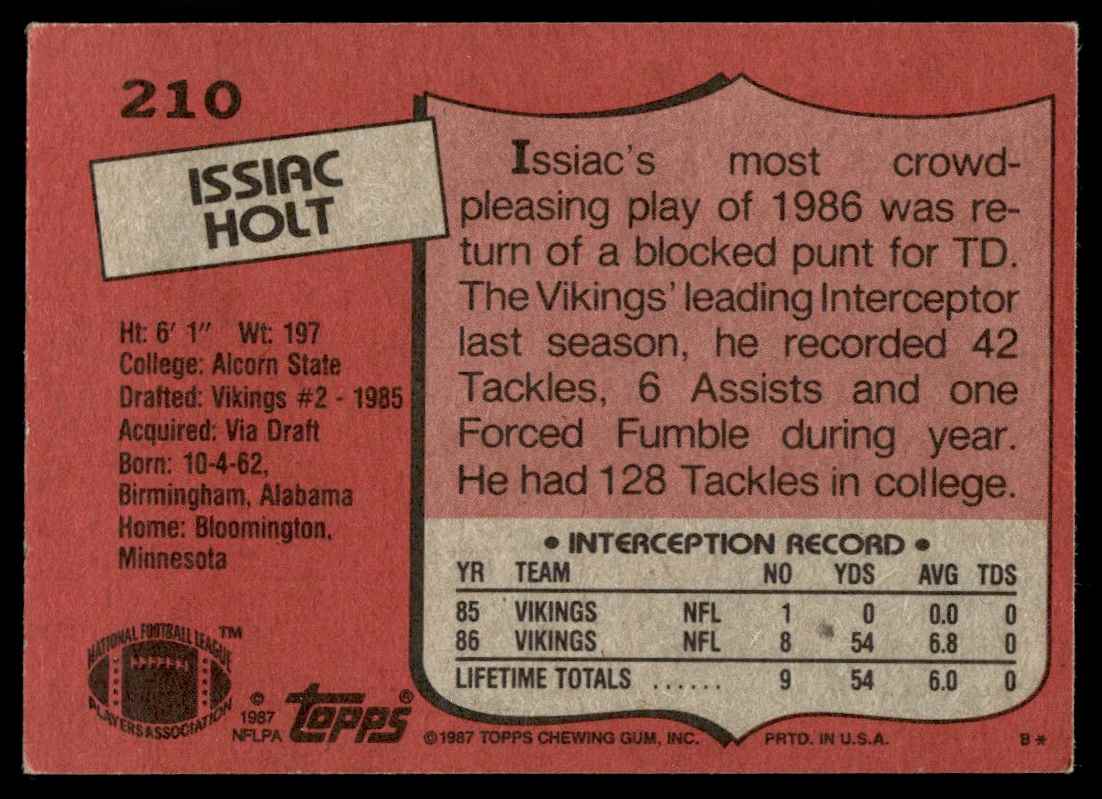 210
ISSIAC
HOLT
Ht: 6' 1" Wt: 197
College: Alcorn State
Drafted: Vikings #2 - 1985
Acquired: Via Draft
Born: 10-4-62,
Birmingham, Alabama
Home: Bloomington,
Minnesota
NATIONAL FOOTBALL LEAGUE TM
PLAYERS ASSOCIATION
©
1987
NFLPA
TOPPS®
Issiac's most crowd-
pleasing play of 1986 was re-
turn of a blocked punt for TD.
The Vikings' leading Interceptor
last season, he recorded 42
Tackles, 6 Assists and one
Forced Fumble during year.
He had 128 Tackles in college.
• INTERCEPTION RECORD •
YR TEAM NO YDS AVG TDS
85 VIKINGS NFL 1 0 0.0 0
86 VIKINGS NFL 8 54 6.8 0
LIFETIME TOTALS ...... 9 54 6.0 0
© 1987 TOPPS CHEWING GUM, INC. PRTD. IN U.S.A. B*